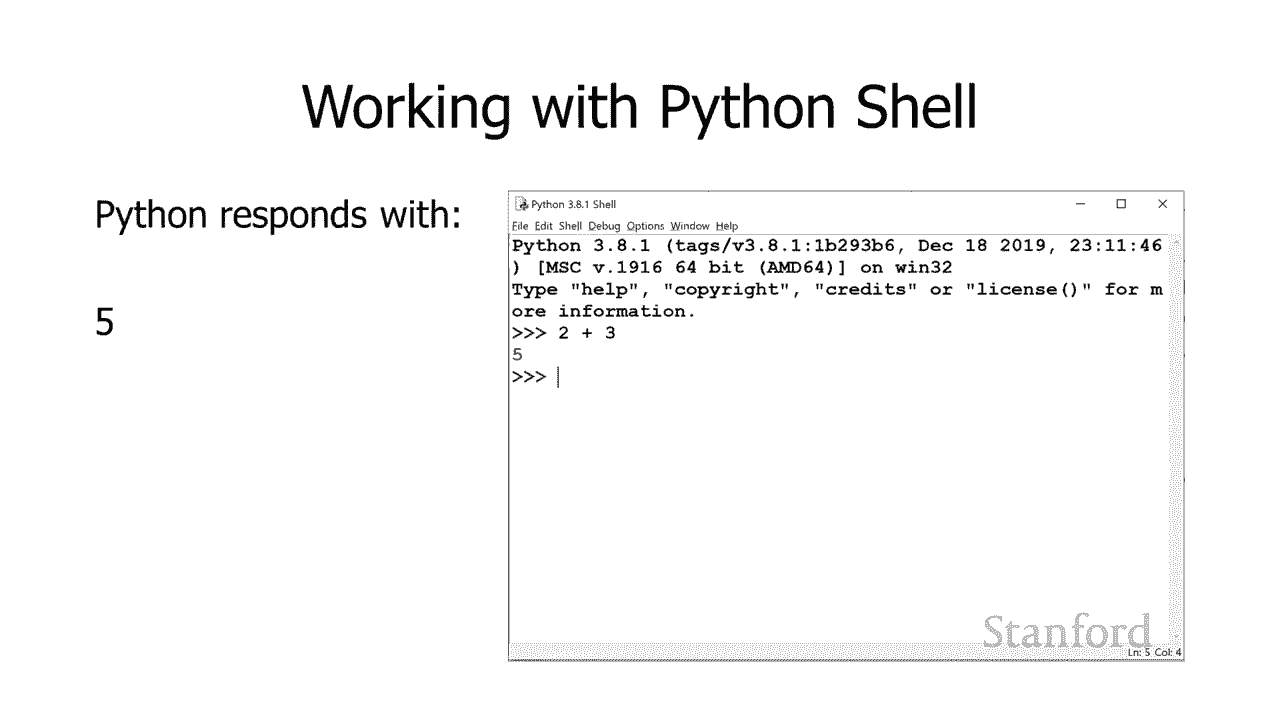 Working with Python Shell
Python responds with:
5
Python 3.8.1 Shell
File Edit Shell Debug Options Window Help
Python 3.8.1 (tags/v3.8.1:1b293b6, Dec 18 2019, 23:11:46
) [MSC v.1916 64 bit (AMD64)] on win32
Type "help", "copyright", "credits" or "license()" for m
ore information.
>>> 2 + 3
5
>>>
Stanford
Ln: 5 Col: 4